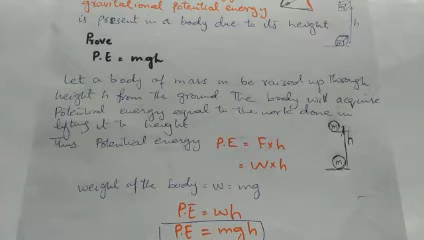 gravitational potential energy
is present in a body due to its height
Prove
P.E = mgh
Let a body of mass m be raised up through
height h from the ground. The body will acquire
Potential energy equal to the work done in
lifting it to height
Thus Potential energy P.E = F×h
= W×h
weight of the body = W = mg
P.E = wh
P.E = mgh
m
h
m
h